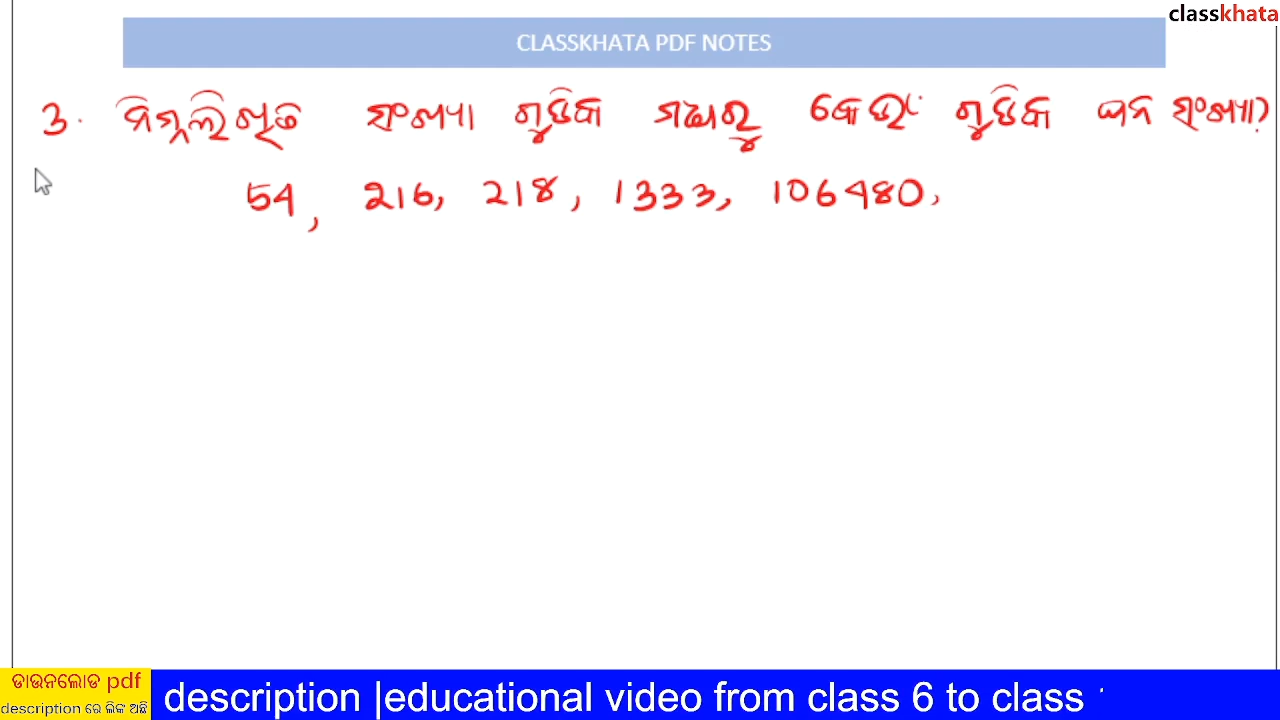 classkhata
CLASSKHATA PDF NOTES
3. ନିମ୍ନଲିଖିତ ସଂଖ୍ୟା ଗୁଡିକ ମଧ୍ୟରୁ କେଉଁ ଗୁଡିକ ଘନ ସଂଖ୍ୟା?
54, 216, 218, 1333, 106480,
ଡାଉନଲୋଡ pdf
description ରେ ଲିଙ୍କ ଅଛି
description |educational video from class 6 to class